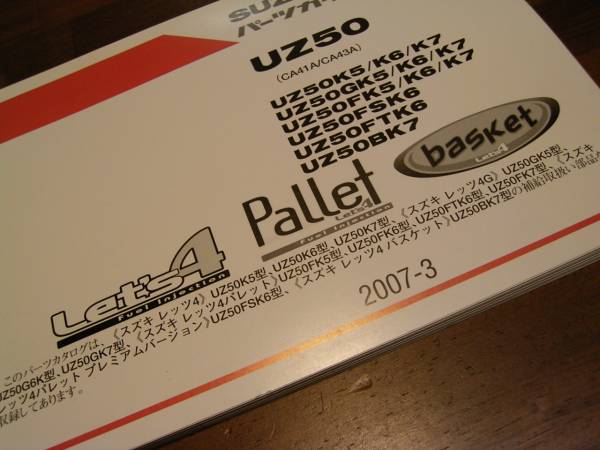 SUZ
パーツカタ
UZ50
(CA41A/CA43A)
UZ50K5/K6/K7
UZ50GK5/K6/K7
UZ50FK5/K6/K7
UZ50FSK6
UZ50FTK6
UZ50BK7
Let's4
Fuel Injection
Pallet
Let's4
Fuel Injection
basket
Let's4
このパーツカタログは、《スズキ レッツ4》UZ50K5型、UZ50K6型、UZ50K7型、《スズキ レッツ4G》UZ50GK5型、
UZ50G6K型、UZ50GK7型、《スズキ レッツ4パレット》UZ50FK5型、UZ50FK6型、UZ50FTK6型、UZ50FK7型、《スズキ
レッツ4パレット プレミアムバージョン》UZ50FSK6型、《スズキ レッツ4 バスケット》UZ50BK7型の補給取扱い部品
収録してあります。
2007-3